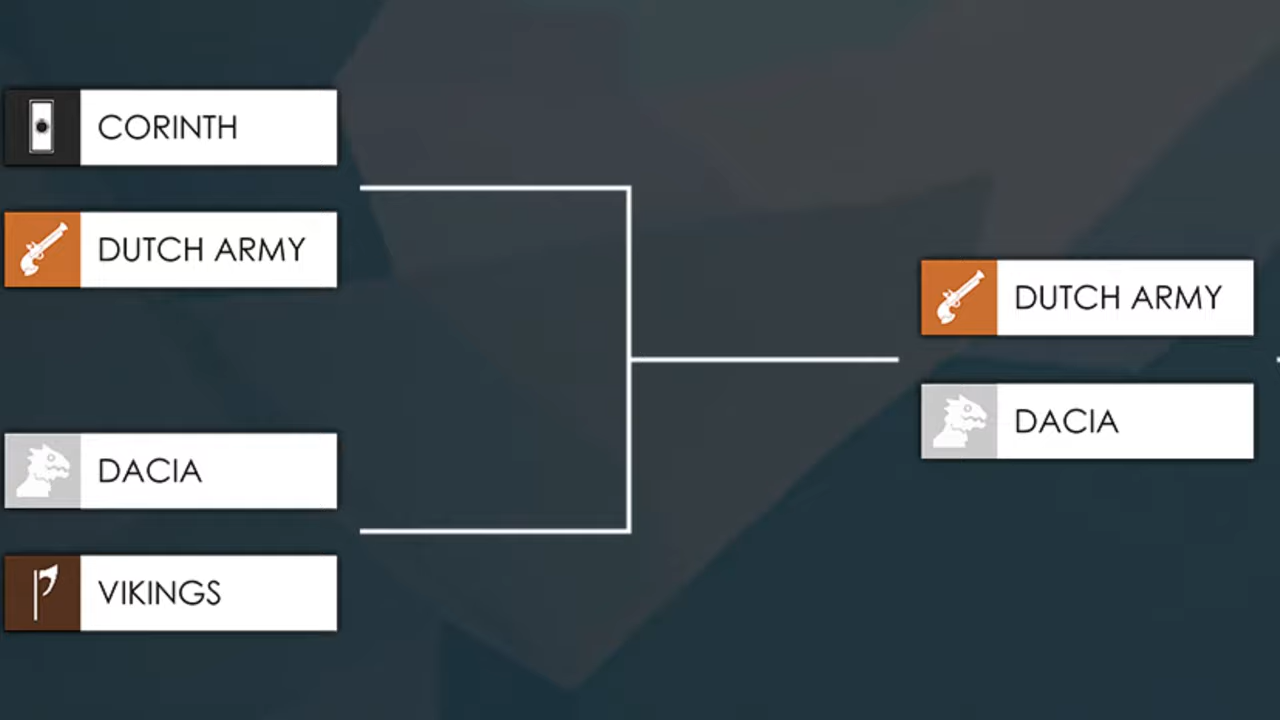 CORINTH
DUTCH ARMY
DACIA
VIKINGS
DUTCH ARMY
DACIA